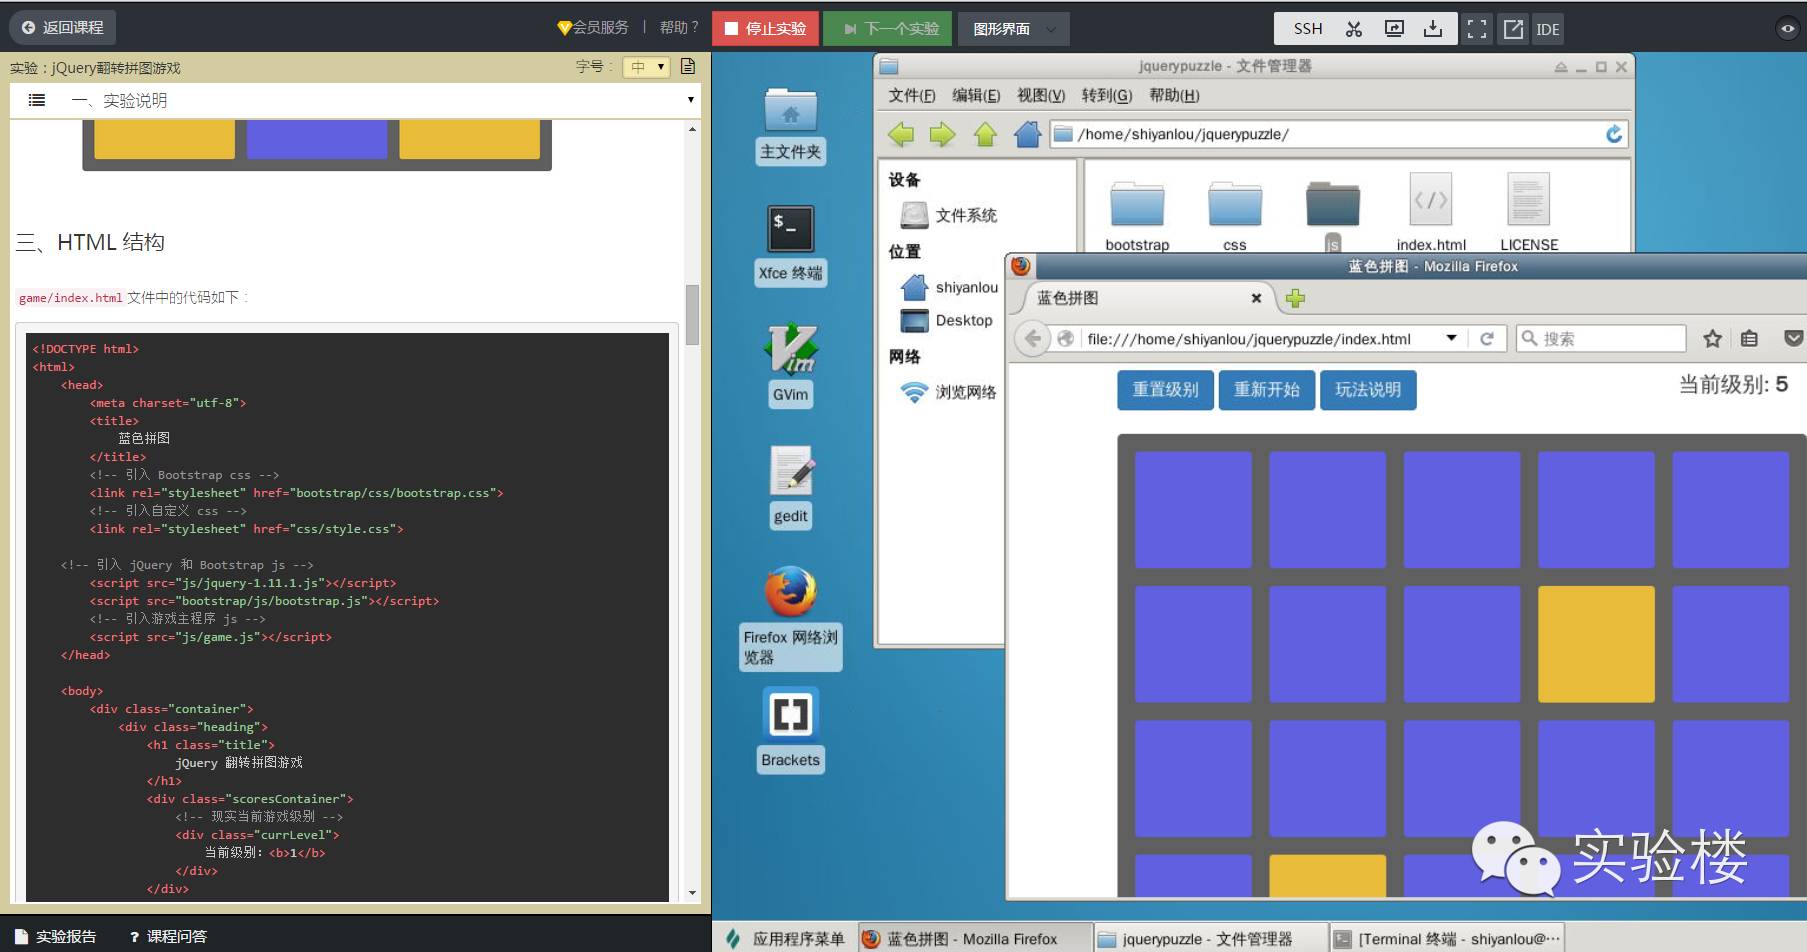 返回课程
会员服务 | 帮助 ?
停止实验
下一个实验
图形界面
SSH
IDE
实验：jQuery翻转拼图游戏
字号：
中
一、实验说明
三、HTML 结构
game/index.html 文件中的代码如下：
<!DOCTYPE html>
<html>
<head>
<meta charset="utf-8">
<title>
蓝色拼图
</title>
<!-- 引入 Bootstrap css -->
<link rel="stylesheet" href="bootstrap/css/bootstrap.css">
<!-- 引入自定义 css -->
<link rel="stylesheet" href="css/style.css">
<!-- 引入 jQuery 和 Bootstrap js -->
<script src="js/jquery-1.11.1.js"></script>
<script src="bootstrap/js/bootstrap.js"></script>
<!-- 引入游戏主程序 js -->
<script src="js/game.js"></script>
</head>
<body>
<div class="container">
<div class="heading">
<h1 class="title">
jQuery 翻转拼图游戏
</h1>
<div class="scoresContainer">
<!-- 现实当前游戏级别 -->
<div class="currLevel">
当前级别：<b>1</b>
</div>
</div>
实验报告
? 课程问答
主文件夹
$_
Xfce 终端
Vim
GVim
gedit
Firefox 网络浏
览器
Brackets
jquerypuzzle - 文件管理器
文件(F) 编辑(E) 视图(V) 转到(G) 帮助(H)
/home/shiyanlou/jquerypuzzle/
设备
文件系统
位置
shiyanlou
Desktop
网络
浏览网络
</>
bootstrap
css
js
index.html
LICENSE
蓝色拼图 - Mozilla Firefox
蓝色拼图
file:///home/shiyanlou/jquerypuzzle/index.html
搜索
重置级别
重新开始
玩法说明
当前级别: 5
实验楼
应用程序菜单
蓝色拼图 - Mozilla Firefox
jquerypuzzle - 文件管理器
[Terminal 终端 - shiyanlou@···